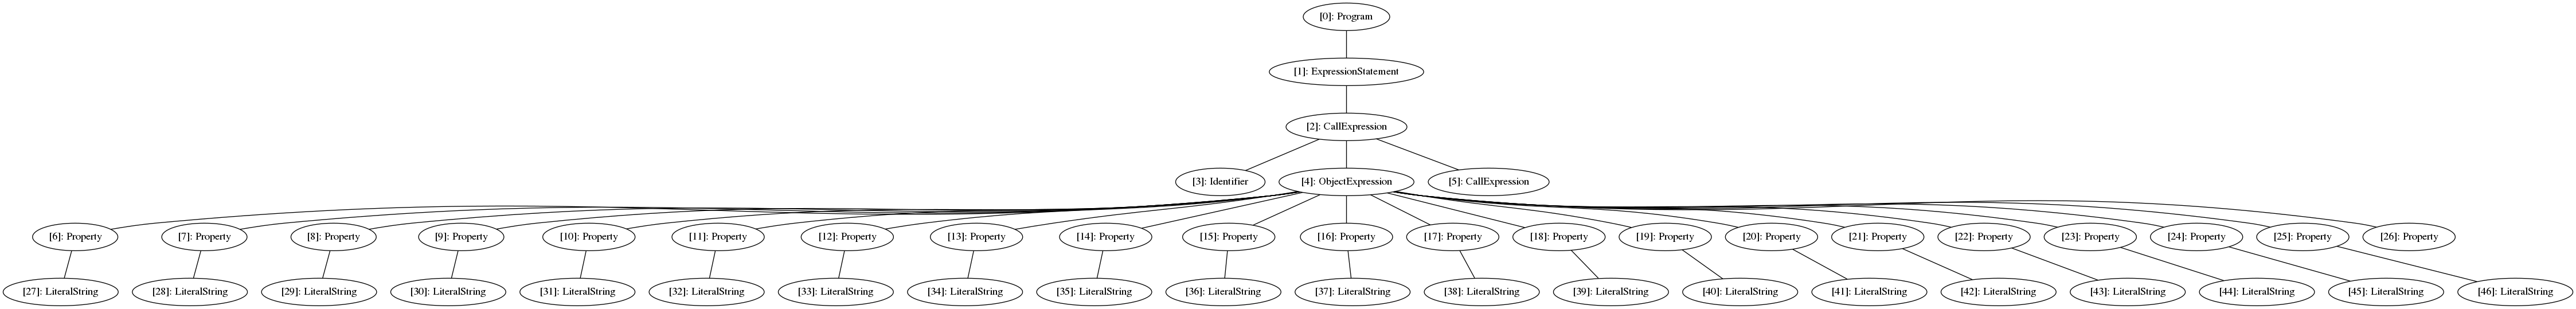 [0]: Program
[1]: ExpressionStatement
[2]: CallExpression
[3]: Identifier [4]: ObjectExpression [5]: CallExpression
[6]: Property [7]: Property [8]: Property [9]: Property [10]: Property [11]: Property [12]: Property [13]: Property [14]: Property [15]: Property [16]: Property [17]: Property [18]: Property [19]: Property [20]: Property [21]: Property [22]: Property [23]: Property [24]: Property [25]: Property [26]: Property
[27]: LiteralString [28]: LiteralString [29]: LiteralString [30]: LiteralString [31]: LiteralString [32]: LiteralString [33]: LiteralString [34]: LiteralString [35]: LiteralString [36]: LiteralString [37]: LiteralString [38]: LiteralString [39]: LiteralString [40]: LiteralString [41]: LiteralString [42]: LiteralString [43]: LiteralString [44]: LiteralString [45]: LiteralString [46]: LiteralString